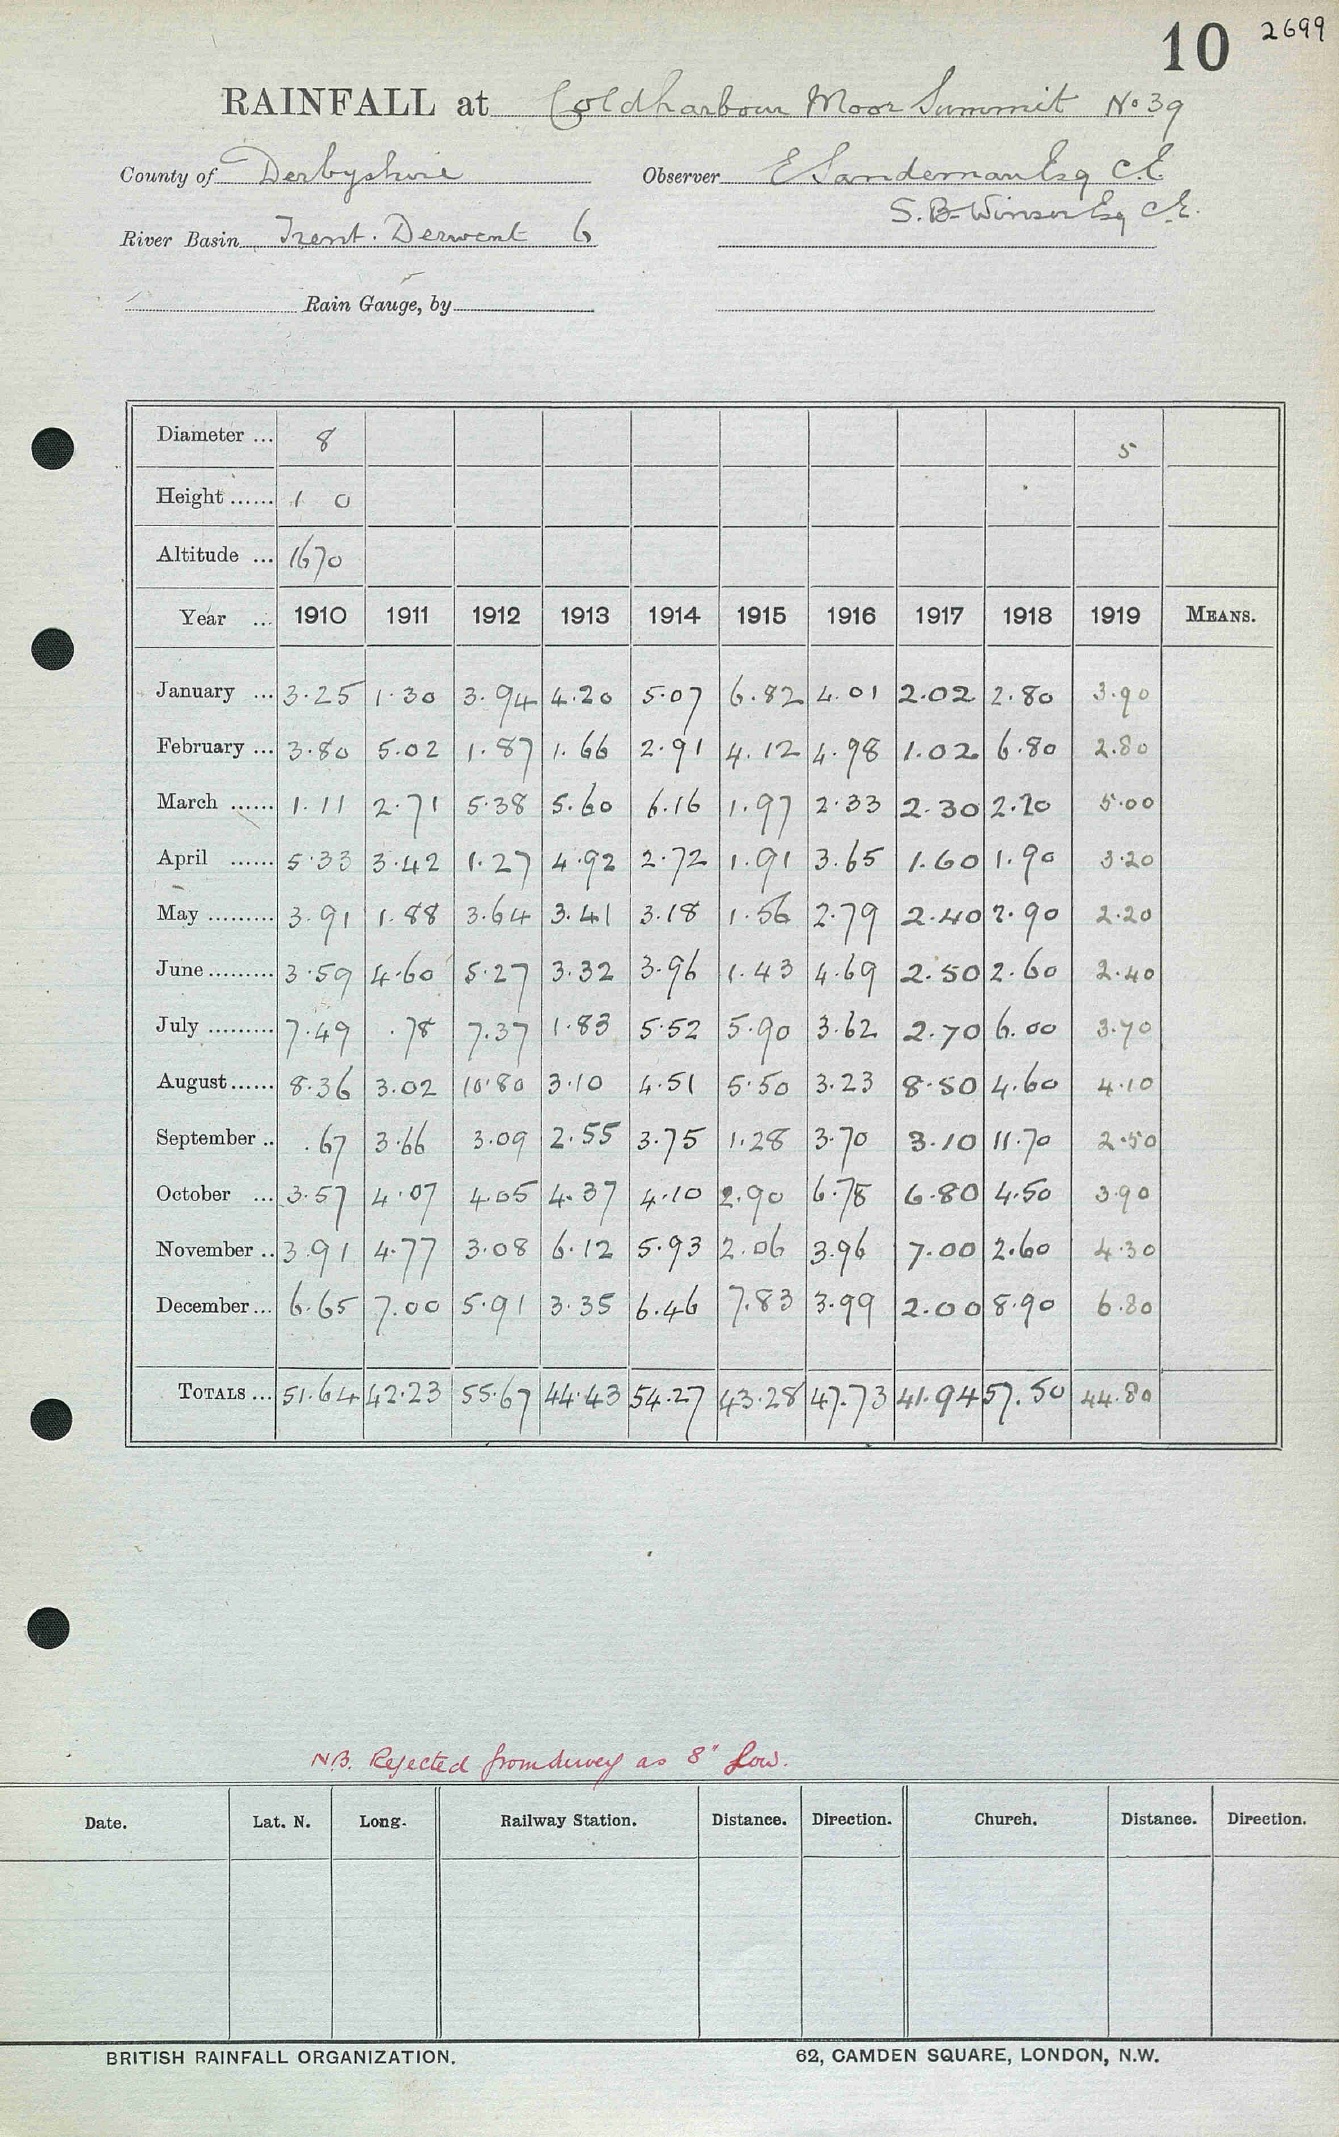 10 2699
RAINFALL at Coldharbour Moor Summit No 39
County of Derbyshire Observer E Sandeman Esq C.E.
S. B. Winser Esq C.E.
River Basin Trent. Derwent 6
Rain Gauge, by
Diameter ... 8 5
Height ...... 1 0
Altitude ... 1670
Year ... 1910 1911 1912 1913 1914 1915 1916 1917 1918 1919 MEANS.
January ... 3.25 1.30 3.94 4.20 5.07 6.82 4.01 2.02 2.80 3.90
February ... 3.80 5.02 1.87 1.66 2.91 4.12 4.98 1.02 6.80 2.80
March ...... 1.11 2.71 5.38 5.60 6.16 1.97 2.33 2.30 2.20 5.00
April ...... 5.33 3.42 1.27 4.92 2.72 1.91 3.65 1.60 1.90 3.20
May ......... 3.91 1.88 3.64 3.41 3.18 1.56 2.79 2.40 2.90 2.20
June ......... 3.59 4.60 5.27 3.32 3.96 1.43 4.69 2.50 2.60 2.40
July ......... 7.49 .78 7.37 1.83 5.52 5.90 3.62 2.70 6.00 3.70
August ...... 8.36 3.02 10.80 3.10 4.51 5.50 3.23 8.50 4.60 4.10
September .. .67 3.66 3.09 2.55 3.75 1.28 3.70 3.10 11.70 2.50
October ... 3.57 4.07 4.05 4.37 4.10 2.90 6.78 6.80 4.50 3.90
November .. 3.91 4.77 3.08 6.12 5.93 2.06 3.96 7.00 2.60 4.30
December ... 6.65 7.00 5.91 3.35 6.46 7.83 3.99 2.00 8.90 6.80
TOTALS ... 51.64 42.23 55.67 44.43 54.27 43.28 47.73 41.94 57.50 44.80
N.B. Rejected from survey as 8" low.
Date. Lat. N. Long. Railway Station. Distance. Direction. Church. Distance. Direction.
BRITISH RAINFALL ORGANIZATION. 62, CAMDEN SQUARE, LONDON, N.W.